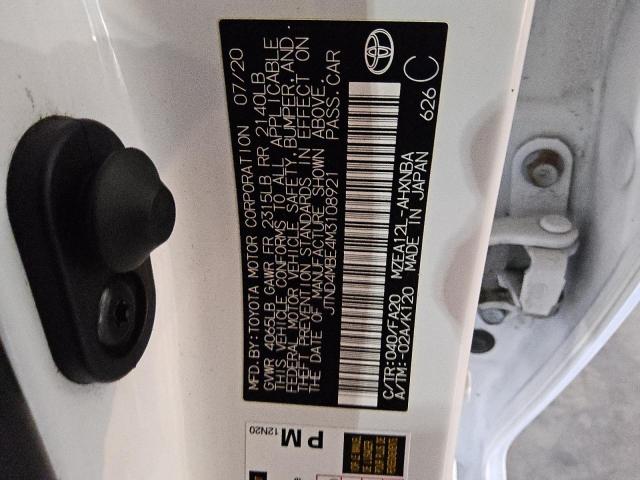 MFD.BY:TOYOTA MOTOR CORPORATION 07/20
GVWR 4065LB GAWR FR 2315LB RR 2140LB
THIS VEHICLE CONFORMS TO ALL APPLICABLE
FEDERAL MOTOR VEHICLE SAFETY, BUMPER, AND
THEFT PREVENTION STANDARDS IN EFFECT ON
THE DATE OF MANUFACTURE SHOWN ABOVE.
JTND4MBE4M3108921 PASS.CAR
C/TR:040/FA20 MZEA12L-AHXNBA
A/TM:-02A/K120 MADE IN JAPAN
626 C
PM
12N20